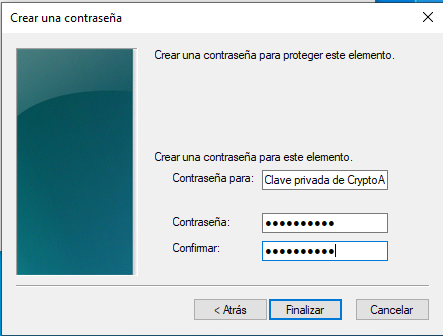 Crear una contraseña
Crear una contraseña para proteger este elemento.
Crear una contraseña para este elemento.
Contraseña para: Clave privada de CryptoA
Contraseña: ●●●●●●●●●●
Confirmar: ●●●●●●●●●●
< Atrás Finalizar Cancelar